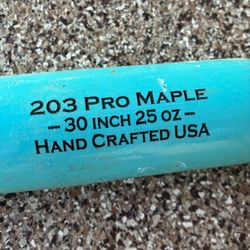 203 Pro Maple
– 30 inch 25 oz –
Hand Crafted USA